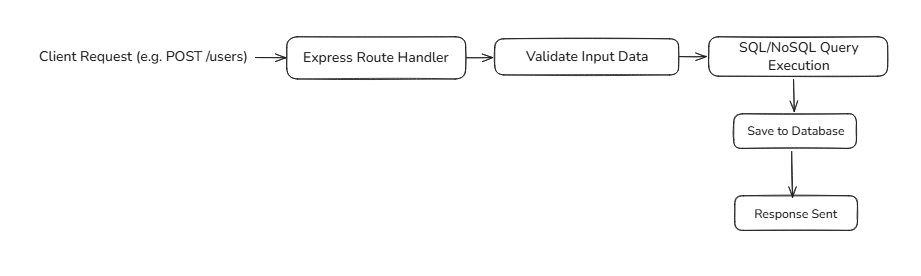 Client Request (e.g. POST /users)
Express Route Handler
Validate Input Data
SQL/NoSQL Query
Execution
Save to Database
Response Sent